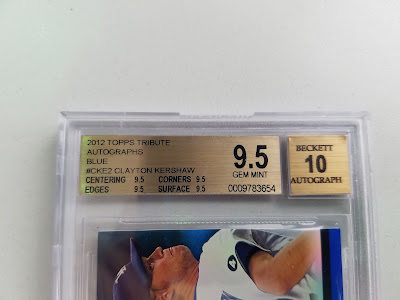 2012 TOPPS TRIBUTE
AUTOGRAPHS
BLUE
#CKE2 CLAYTON KERSHAW
CENTERING 9.5 CORNERS 9.5
EDGES 9.5 SURFACE 9.5
9.5
GEM MINT
0009783654
BECKETT
10
AUTOGRAPH